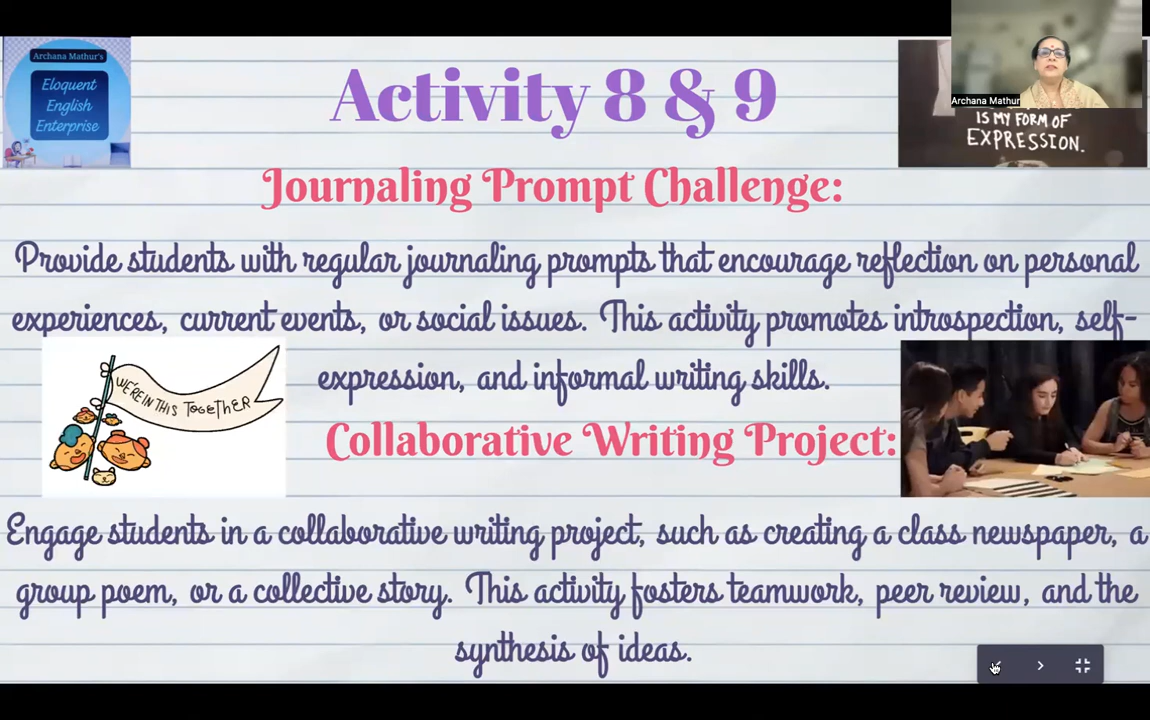 Archana Mathur's
Eloquent
English
Enterprise
Activity 8 & 9
Archana Mathur
IS MY FORM OF
EXPRESSION.
Journaling Prompt Challenge:
Provide students with regular journaling prompts that encourage reflection on personal
experiences, current events, or social issues. This activity promotes introspection, self-
expression, and informal writing skills.
WE'RE IN THIS TOGETHER
Collaborative Writing Project:
Engage students in a collaborative writing project, such as creating a class newspaper, a
group poem, or a collective story. This activity fosters teamwork, peer review, and the
synthesis of ideas.